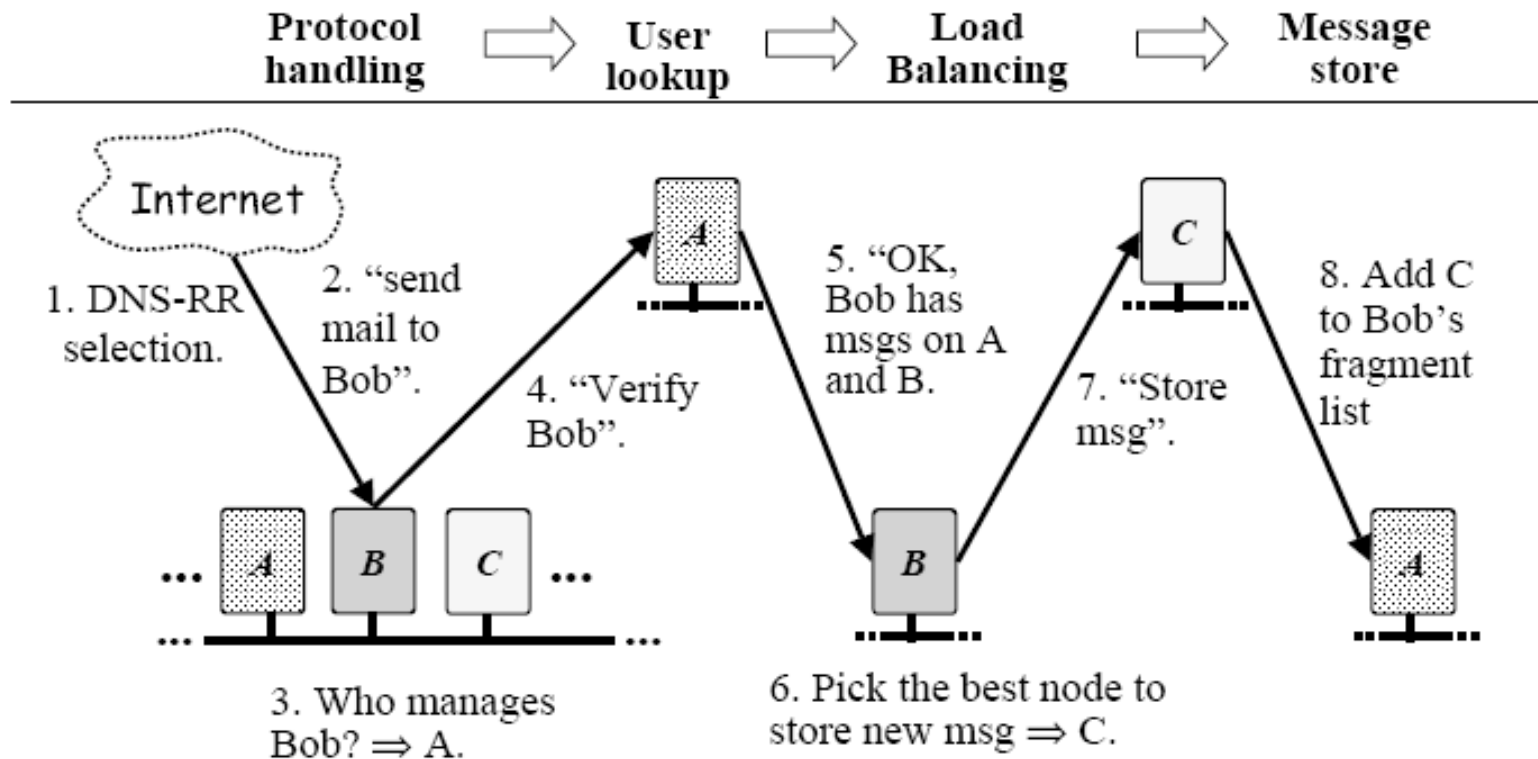 Protocol
handling
User
lookup
Load
Balancing
Message
store
Internet
1. DNS-RR
selection.
2. “send
mail to
Bob”.
A
B
C
3. Who manages
Bob? ⇒ A.
4. “Verify
Bob”.
A
5. “OK,
Bob has
msgs on A
and B.
B
6. Pick the best node to
store new msg ⇒ C.
7. “Store
msg”.
C
8. Add C
to Bob’s
fragment
list
A